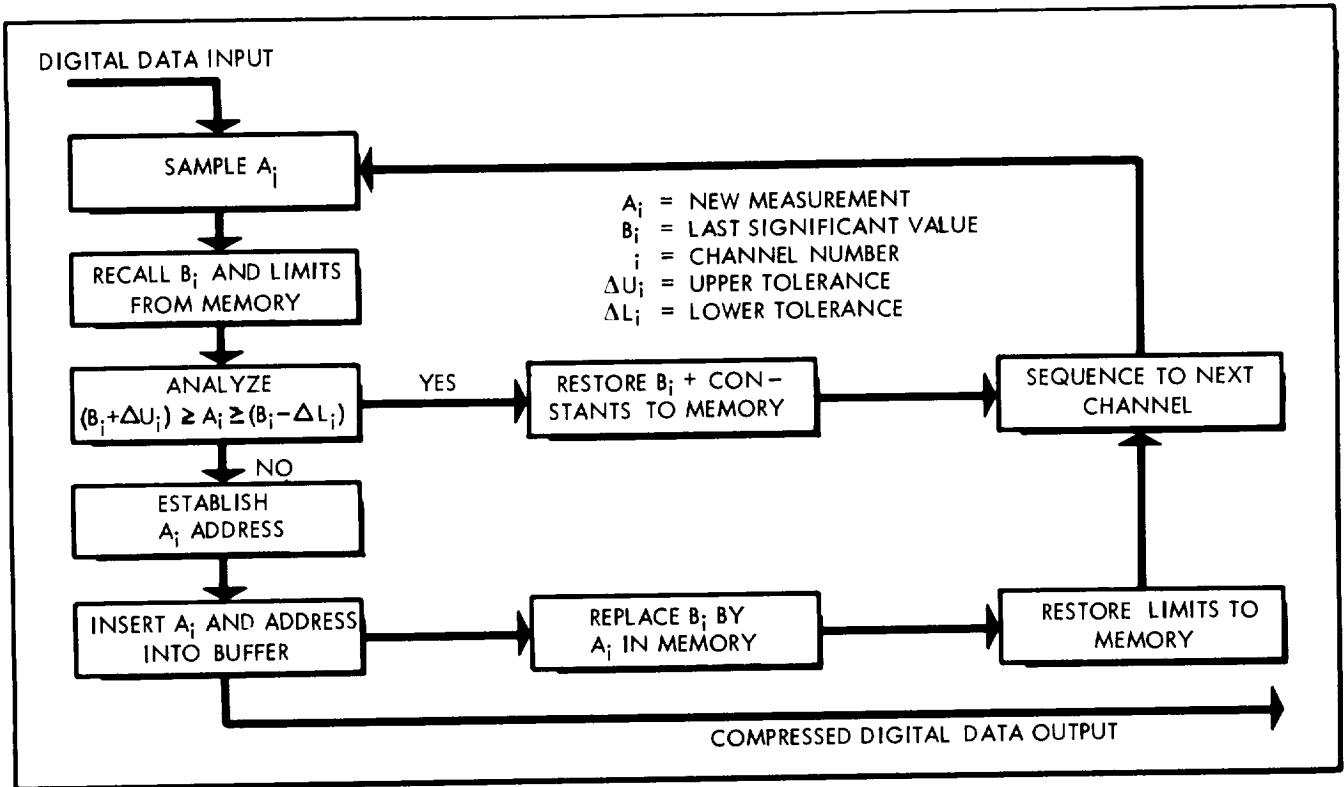 DIGITAL DATA INPUT
SAMPLE Ai
Ai = NEW MEASUREMENT
Bi = LAST SIGNIFICANT VALUE
i = CHANNEL NUMBER
ΔUi = UPPER TOLERANCE
ΔLi = LOWER TOLERANCE
RECALL Bi AND LIMITS
FROM MEMORY
ANALYZE
(Bi+ΔUi) ≥ Ai ≥ (Bi-ΔLi)
YES
RESTORE Bi + CON-
STANTS TO MEMORY
SEQUENCE TO NEXT
CHANNEL
NO
ESTABLISH
Ai ADDRESS
INSERT Ai AND ADDRESS
INTO BUFFER
REPLACE Bi BY
Ai IN MEMORY
RESTORE LIMITS TO
MEMORY
COMPRESSED DIGITAL DATA OUTPUT